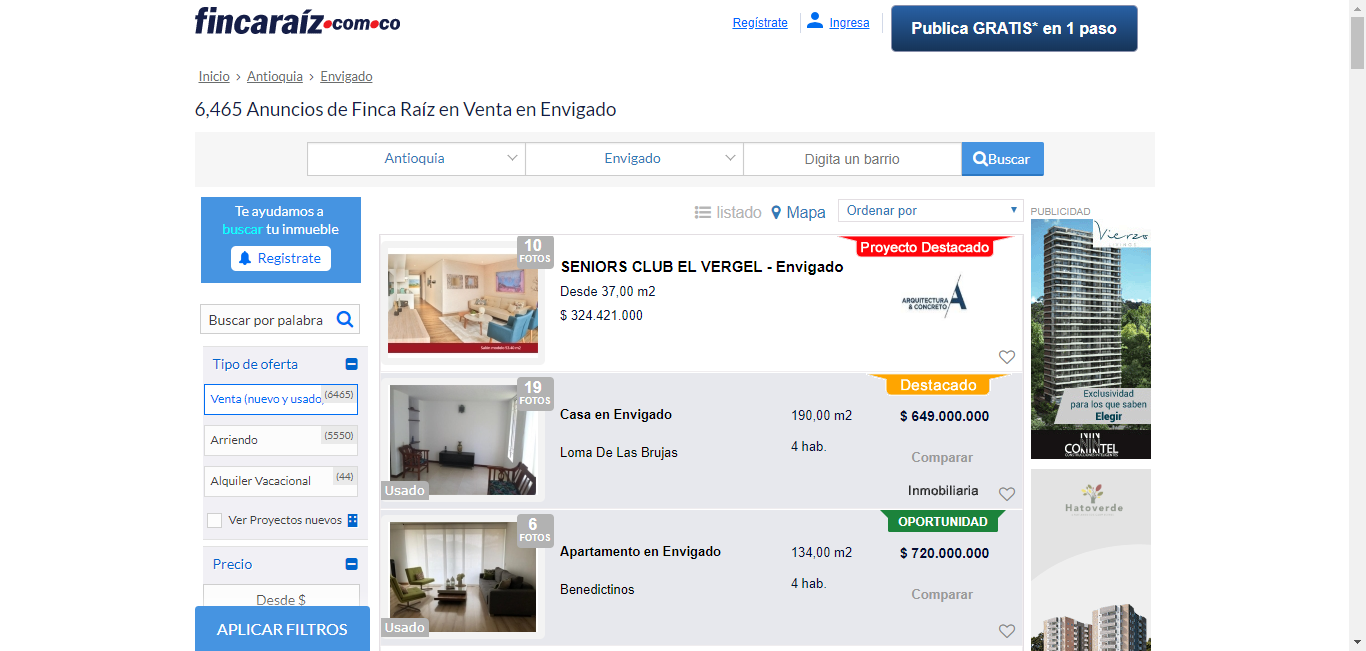 fincaraíz.com.co
Regístrate
Ingresa
Publica GRATIS* en 1 paso
Inicio › Antioquia › Envigado
6,465 Anuncios de Finca Raíz en Venta en Envigado
Antioquia
Envigado
Digita un barrio
Buscar
Te ayudamos a
buscar tu inmueble
Registrate
listado
Mapa
Ordenar por
PUBLICIDAD
Buscar por palabra
Tipo de oferta
Venta (nuevo y usado)
(6465)
Arriendo
(5550)
Alquiler Vacacional
(44)
Ver Proyectos nuevos
Precio
Desde $
APLICAR FILTROS
10
FOTOS
SENIORS CLUB EL VERGEL - Envigado
Desde 37,00 m2
$ 324.421.000
Proyecto Destacado
ARQUITECTURA
& CONCRETO
19
FOTOS
Usado
Casa en Envigado
Loma De Las Brujas
190,00 m2
4 hab.
Destacado
$ 649.000.000
Comparar
Inmobiliaria
6
FOTOS
Usado
Apartamento en Envigado
Benedictinos
134,00 m2
4 hab.
OPORTUNIDAD
$ 720.000.000
Comparar
Vierzo
Exclusividad
para los que saben
Elegir
CONINTEL
CONSTRUCCIONES INTELIGENTES
Hatoverde